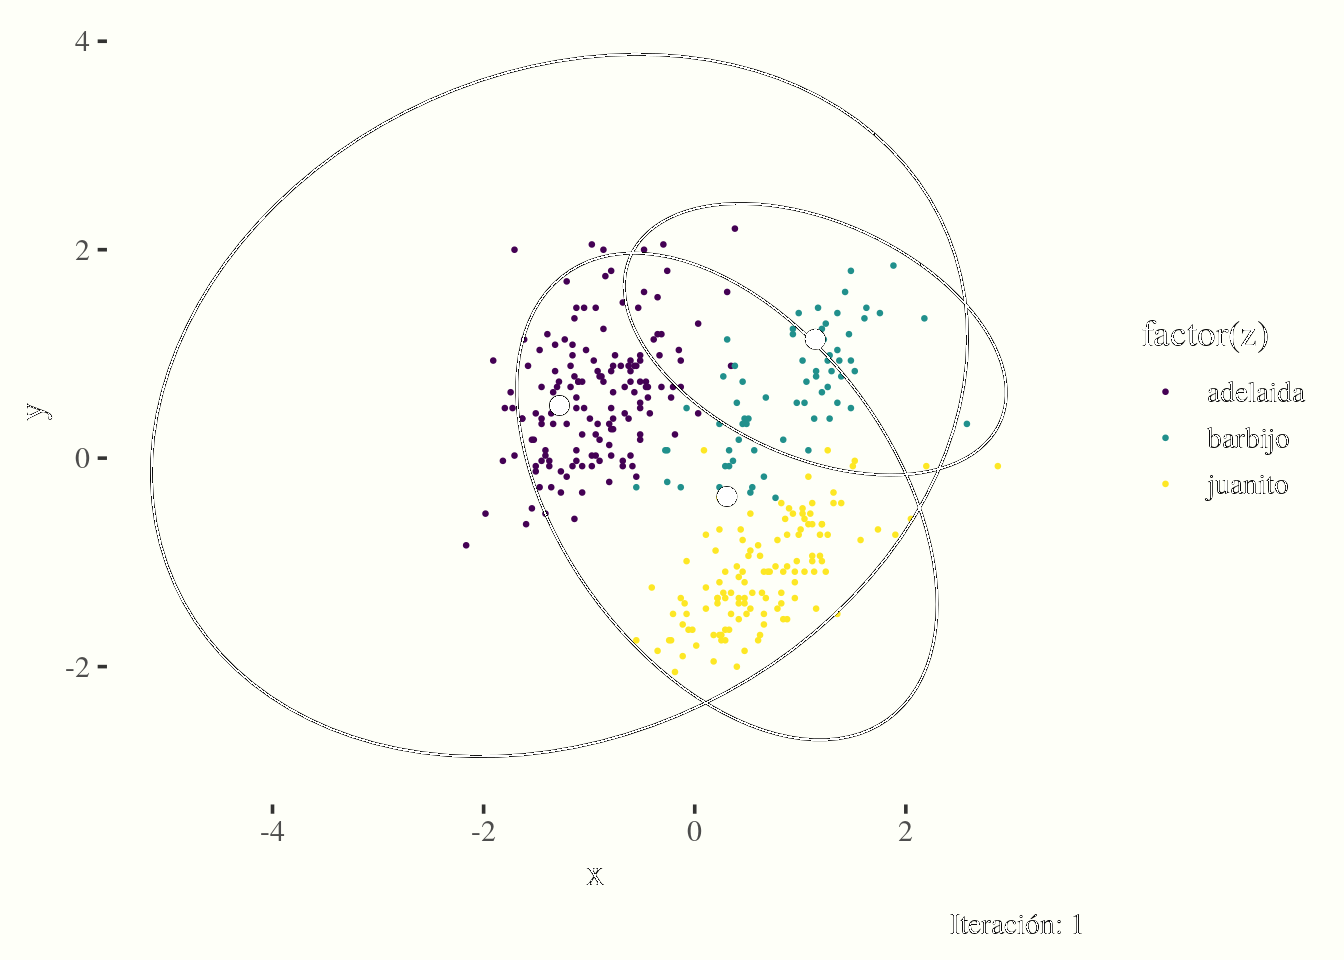 4
2
0
-2
y
-4
-2
0
2
x
factor(z)
adelaida
barbijo
juanito
Iteración: 1